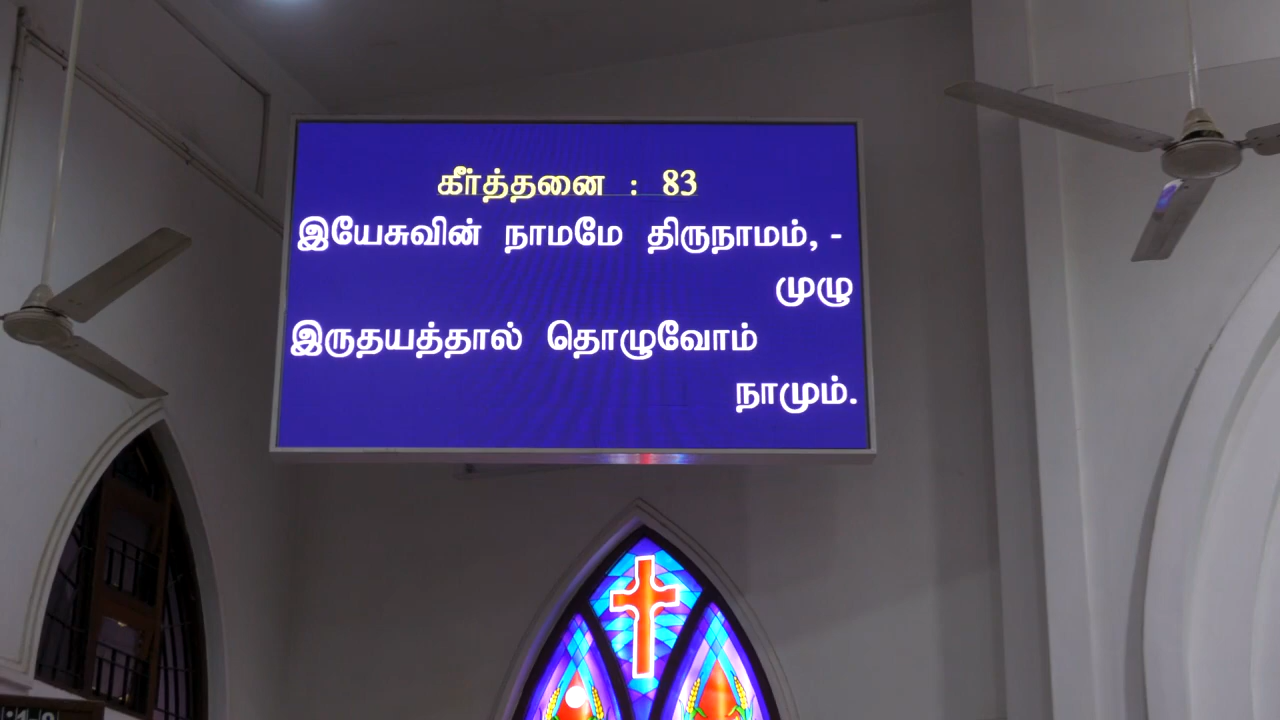 கீர்த்தனை : 83
இயேசுவின் நாமமே திருநாமம், -
முழு
இருதயத்தால் தொழுவோம்
நாமும்.